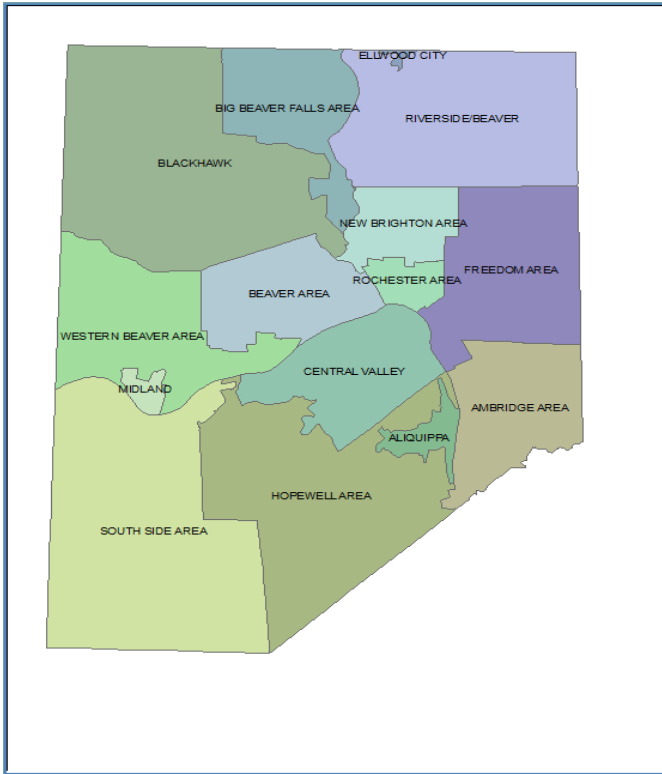 ELLWOOD CITY
BIG BEAVER FALLS AREA
RIVERSIDE/BEAVER
BLACKHAWK
NEW BRIGHTON AREA
FREEDOM AREA
ROCHESTER AREA
BEAVER AREA
WESTERN BEAVER AREA
CENTRAL VALLEY
MIDLAND
AMBRIDGE AREA
ALIQUIPPA
HOPEWELL AREA
SOUTH SIDE AREA